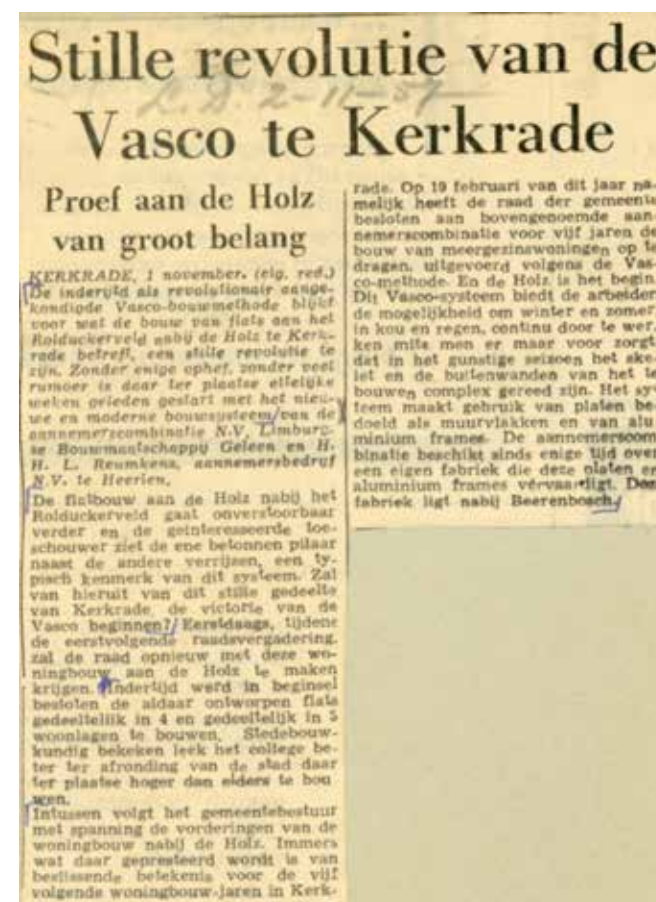 Stille revolutie van de
L.D. 2-11-57
Vasco te Kerkrade
Proef aan de Holz
van groot belang
KERKRADE, 1 november. (eig. red.)
De indertijd als revolutionair aange-
kondigde Vasco-bouwmethode blijkt
voor wat de bouw van flats aan het
Rolduckerveld nabij de Holz te Kerk-
rade betreft, een stille revolutie te
zijn. Zonder enige ophef, zonder veel
rumoer is daar ter plaatse ettelijke
weken geleden gestart met het nieu-
we en moderne bouwsysteem van de
aannemerscombinatie N.V. Limburg-
se Bouwmaatschappy Geleen en H.
H. L. Reumkens, aannemersbedrijf
N.V. te Heerlen.
De flatbouw aan de Holz nabij het
Rolduckerveld gaat onverstoorbaar
verder en de geinteresseerde toe-
schouwer ziet de ene betonnen pilaar
naast de andere verrijzen, een ty-
pisch kenmerk van dit systeem. Zal
van hieruit van dit stille gedeelte
van Kerkrade de victorie van de
Vasco beginnen? Eerstdaags, tijdens
de eerstvolgende raadsvergadering,
zal de raad opnieuw met deze wo-
ningbouw aan de Holz te maken
krijgen. Indertijd werd in beginsel
besloten de aldaar ontworpen flats
gedeeltelijk in 4 en gedeeltelijk in 5
woonlagen te bouwen. Stedebouw-
kundig bekeken leek het college be-
ter ter afronding van de stad daar
ter plaatse hoger dan elders te bou
wen.
Intussen volgt het gemeentebestuur
met spanning de vorderingen van de
woningbouw nabij de Holz. Immers
wat daar gepresteerd wordt is van
beslissende betekenis voor de vijf
volgende woningbouw-jaren in Kerk-
rade. Op 19 februari van dit jaar na-
melijk heeft de raad der gemeente
besloten aan bovengenoemde aan-
nemerscombinatie voor vijf jaren de
bouw van meergezinswoningen op te
dragen, uitgevoerd volgens de Vas-
co-methode. En de Holz is het begin.
Dit Vasco-systeem biedt de arbeider
de mogelijkheid om winter en zomer,
in kou en regen, continu door te wer.
ken mits men er maar voor zorgt
dat in het gunstige seizoen het ske-
let en de buitenwanden van het te
bouwen complex gereed zijn. Het sy-
teem maakt gebruik van platen be-
doeld als muurvlakken en van alu
minium frames. De aannemerscom
binatie beschikt sinds enige tijd over
een eigen fabriek die deze platen en
aluminium frames vervaardigt. Deze
fabriek ligt nabij Beerenbosch.